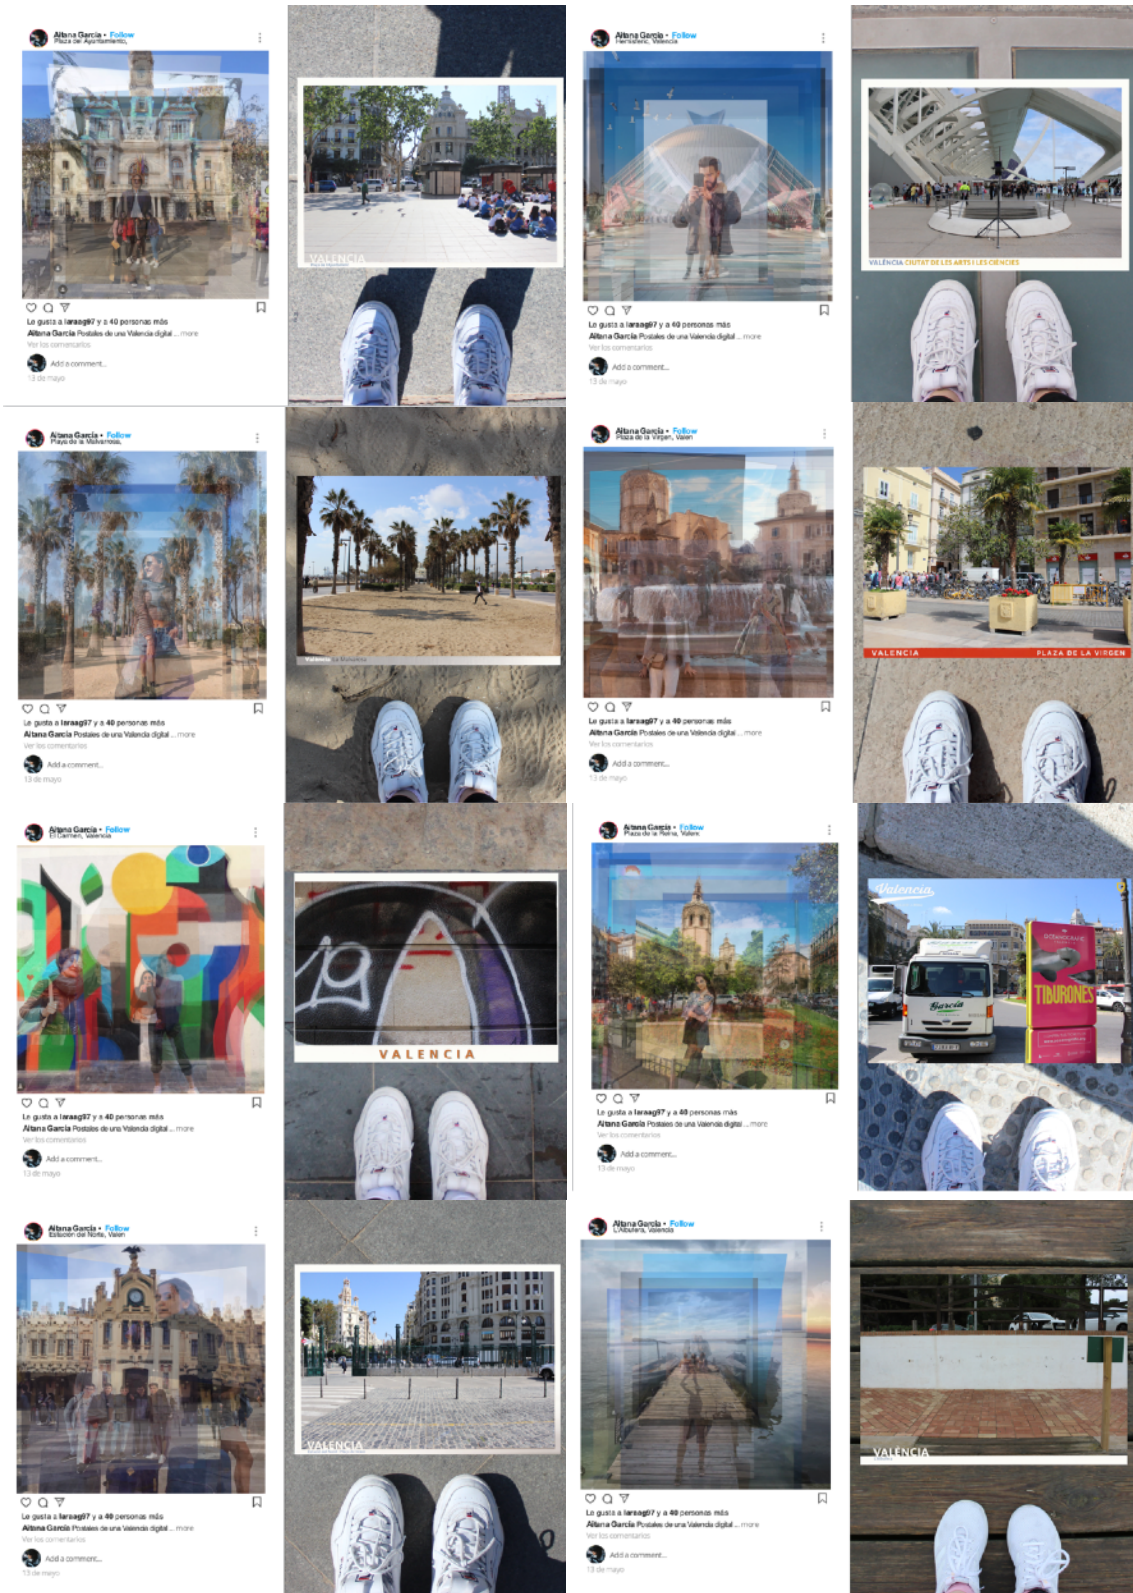 Aitana García • Follow
Plaza del Ayuntamiento,
Le gusta a laraag97 y a 40 personas más
Aitana García Postales de una Valencia digital ... more
Ver los comentarios
Add a comment...
13 de mayo
VALENCIA
Aitana García • Follow
Hemisfèric, Valencia
Le gusta a laraag97 y a 40 personas más
Aitana García Postales de una Valencia digital ... more
Ver los comentarios
Add a comment...
13 de mayo
VALÈNCIA CIUTAT DE LES ARTS I LES CIÈNCIES
Aitana García • Follow
Playa de la Malvarrosa,
Le gusta a laraag97 y a 40 personas más
Aitana García Postales de una Valencia digital ... more
Ver los comentarios
Add a comment...
13 de mayo
Valencia
Aitana García • Follow
Plaza de la Virgen, Valen
Le gusta a laraag97 y a 40 personas más
Aitana García Postales de una Valencia digital ... more
Ver los comentarios
Add a comment...
13 de mayo
VALENCIA PLAZA DE LA VIRGEN
Aitana García • Follow
El Carmen, Valencia
Le gusta a laraag97 y a 40 personas más
Aitana García Postales de una Valencia digital ... more
Ver los comentarios
Add a comment...
13 de mayo
VALENCIA
Aitana García • Follow
Plaza de la Reina, Valen
Le gusta a laraag97 y a 40 personas más
Aitana García Postales de una Valencia digital ... more
Ver los comentarios
Add a comment...
13 de mayo
Valencia
García
OCEANOGRÀFIC
TIBURONES
Aitana García • Follow
Estación del Norte, Valen
Le gusta a laraag97 y a 40 personas más
Aitana García Postales de una Valencia digital ... more
Ver los comentarios
Add a comment...
13 de mayo
VALENCIA
Aitana García • Follow
L'Albufera, Valencia
Le gusta a laraag97 y a 40 personas más
Aitana García Postales de una Valencia digital ... more
Ver los comentarios
Add a comment...
13 de mayo
VALENCIA